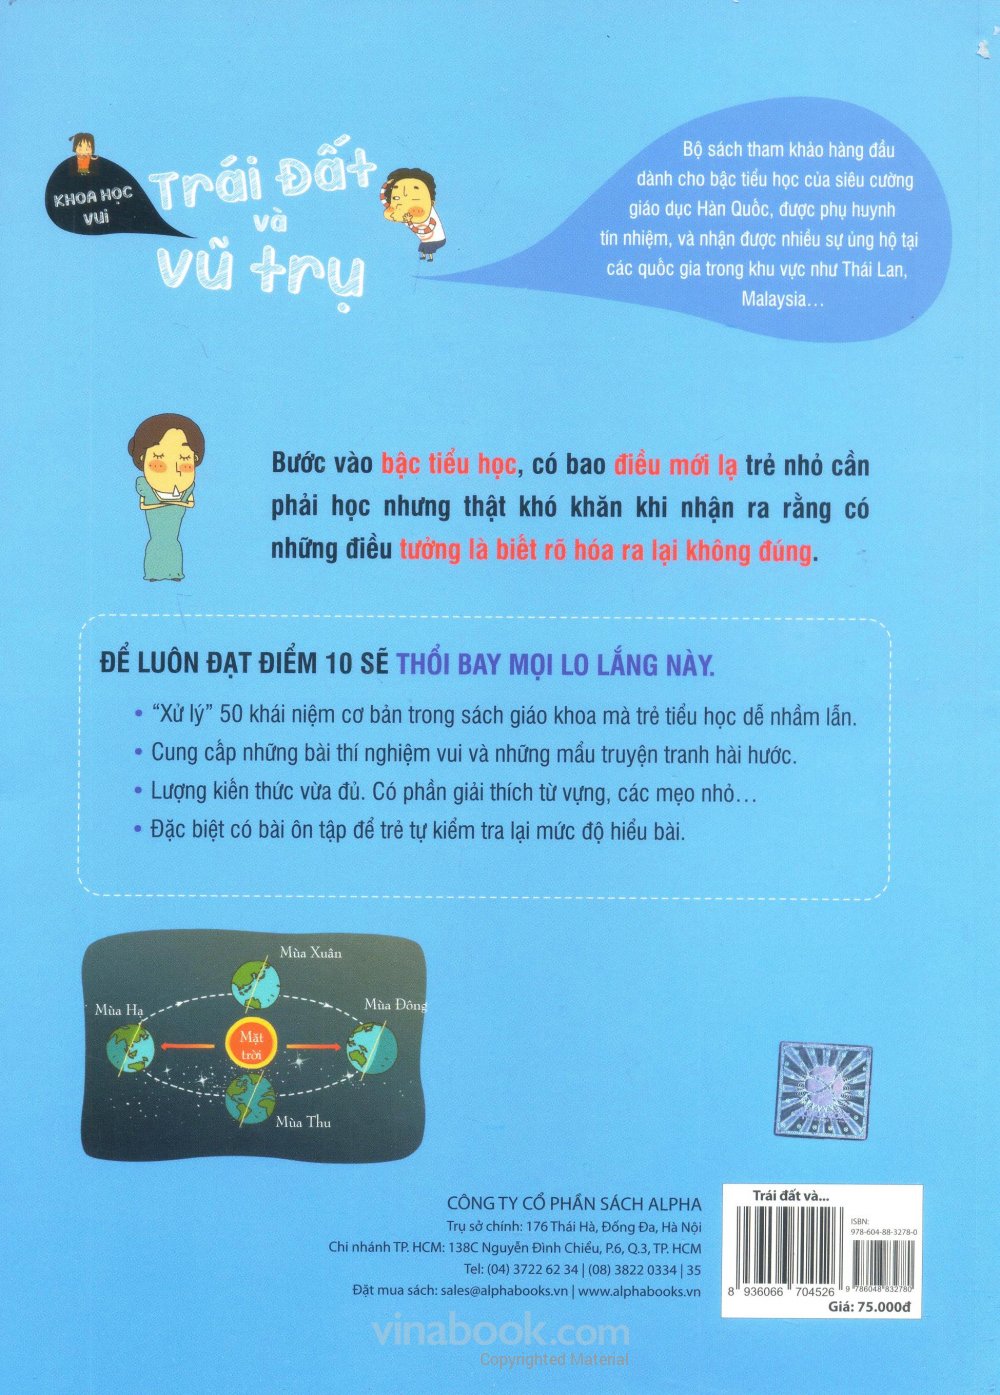 KHOA HỌC
vui
Trái Đất
và
Vũ trụ
Bộ sách tham khảo hàng đầu
dành cho bậc tiểu học của siêu cường
giáo dục Hàn Quốc, được phụ huynh
tín nhiệm, và nhận được nhiều sự ủng hộ tại
các quốc gia trong khu vực như Thái Lan,
Malaysia...
Bước vào bậc tiểu học, có bao điều mới lạ trẻ nhỏ cần
phải học nhưng thật khó khăn khi nhận ra rằng có
những điều tưởng là biết rõ hóa ra lại không đúng.
ĐỂ LUÔN ĐẠT ĐIỂM 10 SẼ THỔI BAY MỌI LO LẮNG NÀY.
• “Xử lý” 50 khái niệm cơ bản trong sách giáo khoa mà trẻ tiểu học dễ nhầm lẫn.
• Cung cấp những bài thí nghiệm vui và những mẩu truyện tranh hài hước.
• Lượng kiến thức vừa đủ. Có phần giải thích từ vựng, các mẹo nhỏ...
• Đặc biệt có bài ôn tập để trẻ tự kiểm tra lại mức độ hiểu bài.
Mùa Xuân
Mùa Hạ
Mùa Đông
Mặt
trời
Mùa Thu
CÔNG TY CỔ PHẦN SÁCH ALPHA
Trụ sở chính: 176 Thái Hà, Đống Đa, Hà Nội
Chi nhánh TP. HCM: 138C Nguyễn Đình Chiểu, P.6, Q.3, TP. HCM
Tel: (04) 3722 62 34 | (08) 3822 0334 | 35
Đặt mua sách: sales@alphabooks.vn | www.alphabooks.vn
Trái đất và...
ISBN:
978-604-88-3278-0
8 936066 704526
9 786048 832780
Giá: 75.000đ
vinabook.com
Copyrighted Material